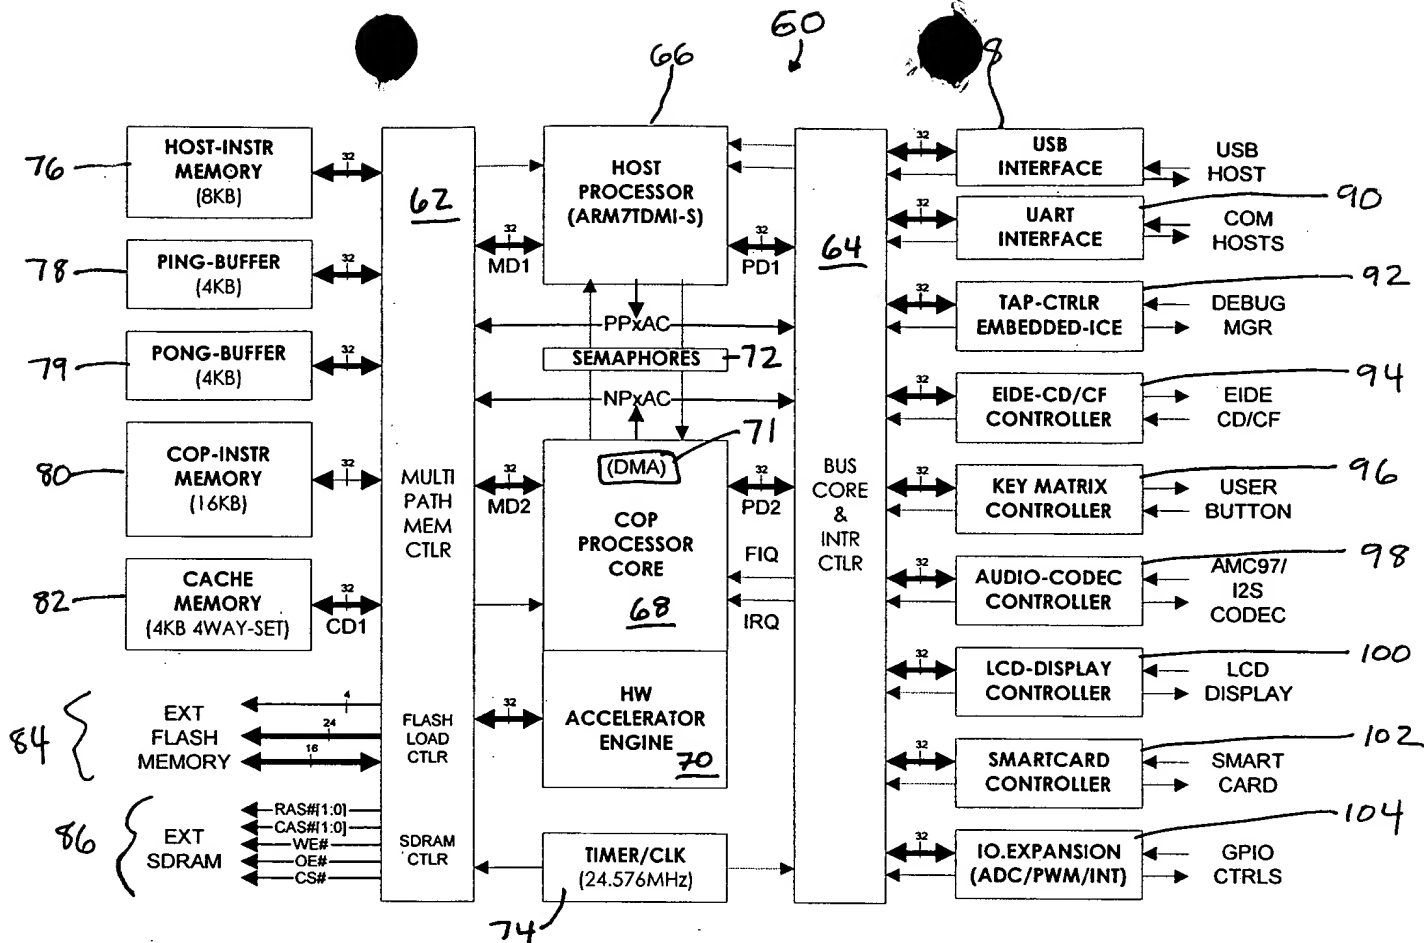 60
66
8
76
HOST-INSTR
MEMORY
(8KB)
32
62
HOST
PROCESSOR
(ARM7TDMI-S)
32
MD1
32
PD1
64
32
USB
INTERFACE
USB
HOST
32
UART
INTERFACE
COM
HOSTS
90
78
PING-BUFFER
(4KB)
32
32
TAP-CTRLR
EMBEDDED-ICE
DEBUG
MGR
92
PPxAC
79
PONG-BUFFER
(4KB)
32
SEMAPHORES
72
NPxAC
32
EIDE-CD/CF
CONTROLLER
EIDE
CD/CF
94
80
COP-INSTR
MEMORY
(16KB)
32
MULTI
PATH
MEM
CTLR
32
MD2
(DMA)
71
COP
PROCESSOR
CORE
68
32
PD2
FIQ
IRQ
BUS
CORE
&
INTR
CTLR
32
KEY MATRIX
CONTROLLER
USER
BUTTON
96
82
CACHE
MEMORY
(4KB 4WAY-SET)
32
CD1
32
AUDIO-CODEC
CONTROLLER
AMC97/
I2S
CODEC
98
32
LCD-DISPLAY
CONTROLLER
LCD
DISPLAY
100
84
EXT
FLASH
MEMORY
4
24
16
FLASH
LOAD
CTLR
32
HW
ACCELERATOR
ENGINE
70
32
SMARTCARD
CONTROLLER
SMART
CARD
102
86
EXT
SDRAM
RAS#[1:0]
CAS#[1:0]
WE#
OE#
CS#
SDRAM
CTLR
TIMER/CLK
(24.576MHz)
74
32
IO.EXPANSION
(ADC/PWM/INT)
GPIO
CTRLS
104